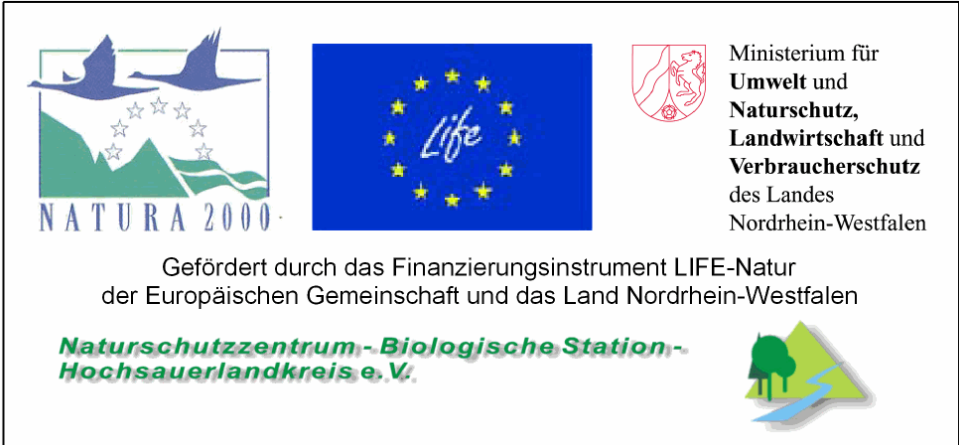 NATURA 2000
Life
Ministerium für
Umwelt und
Naturschutz,
Landwirtschaft und
Verbraucherschutz
des Landes
Nordrhein-Westfalen
Gefördert durch das Finanzierungsinstrument LIFE-Natur
der Europäischen Gemeinschaft und das Land Nordrhein-Westfalen
Naturschutzzentrum - Biologische Station -
Hochsauerlandkreis e.V.